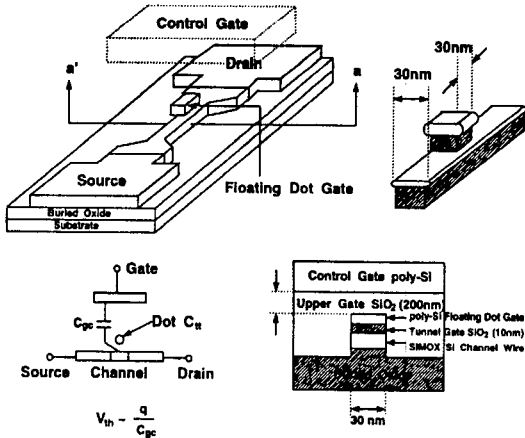 Control Gate
Drain
a'
a
30nm
30nm
Floating Dot Gate
Source
Buried Oxide
Substrate
Gate
Cgc
Dot Ctt
Source
Channel
Drain
Vth ~ q / Cgc
Control Gate poly-Si
Upper Gate SiO2 (200nm)
poly-Si Floating Dot Gate
Tunnel Gate SiO2 (10nm)
SIMOX Si Channel Wire
30 nm